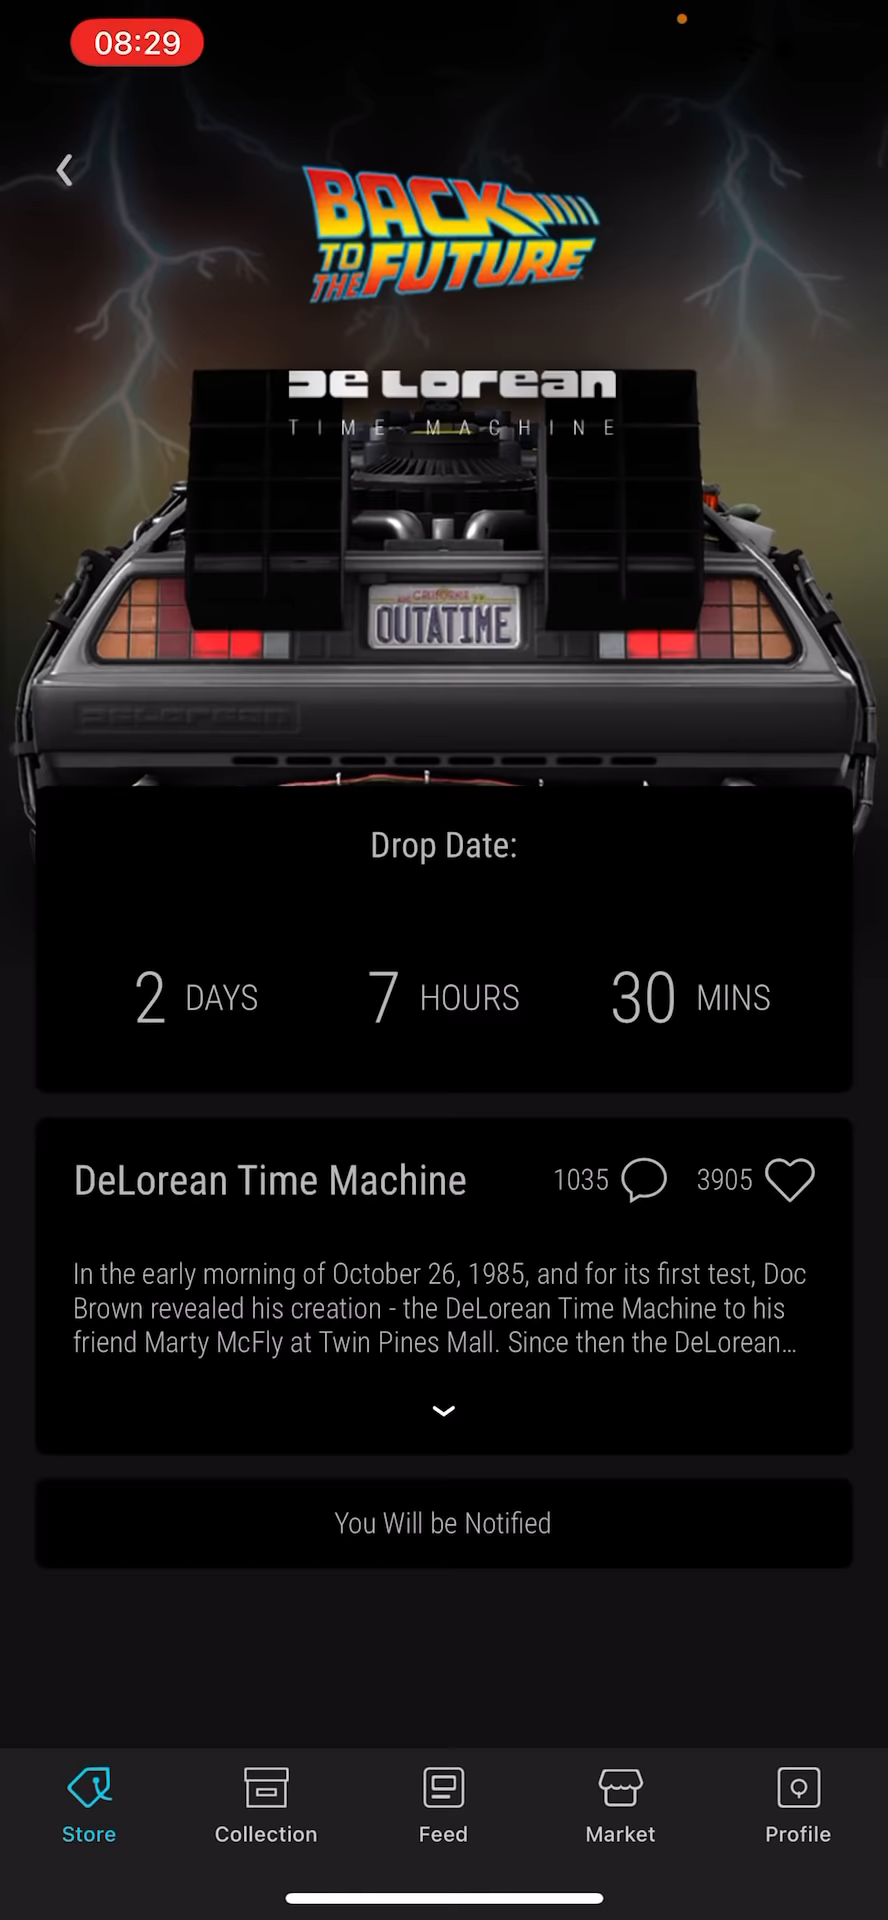 08:29
BACK
TO
THE FUTURE
DeLorean
TIME MACHINE
CALIFORNIA
OUTATIME
DeLorean
Drop Date:
2 DAYS 7 HOURS 30 MINS
DeLorean Time Machine 1035 3905
In the early morning of October 26, 1985, and for its first test, Doc
Brown revealed his creation - the DeLorean Time Machine to his
friend Marty McFly at Twin Pines Mall. Since then the DeLorean...
You Will be Notified
Store Collection Feed Market Profile